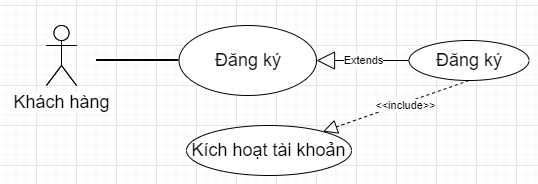 Đăng ký
Extends
Đăng ký
Khách hàng
<<include>>
Kích hoạt tài khoản